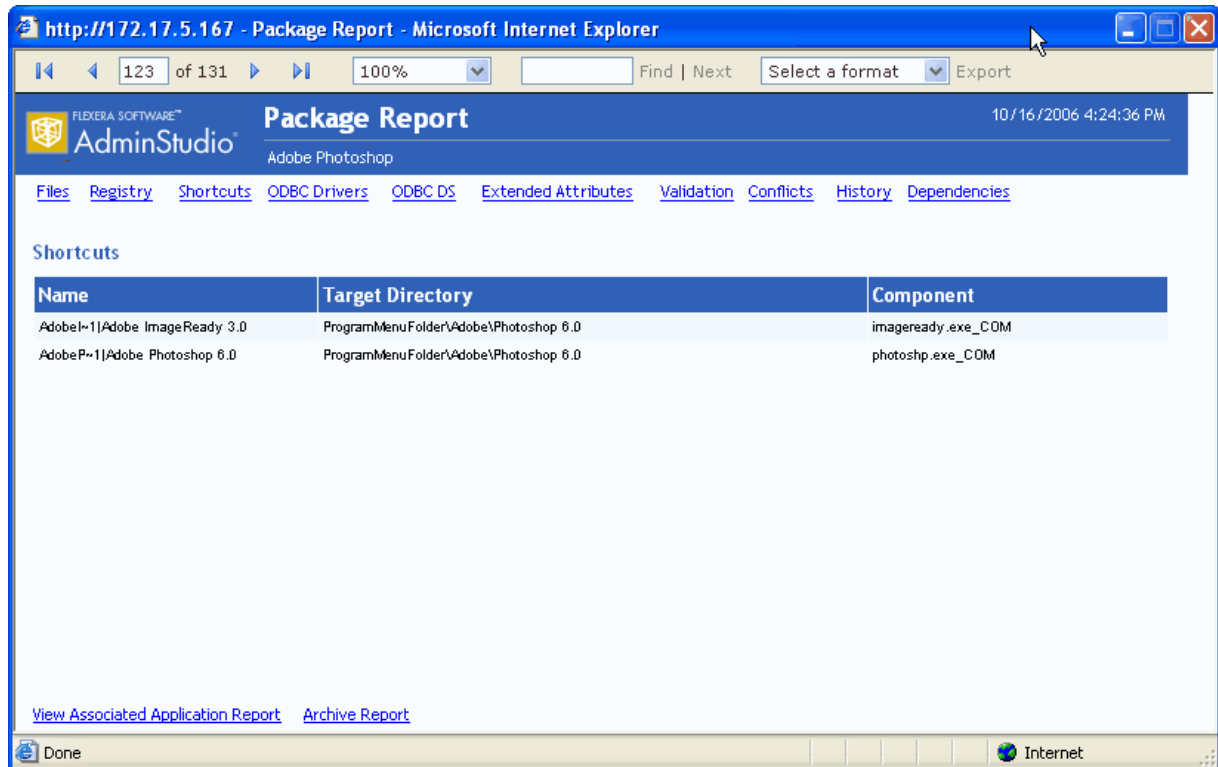 http://172.17.5.167 - Package Report - Microsoft Internet Explorer
123 of 131 100% Find | Next Select a format Export
FLEXERA SOFTWARE™
AdminStudio® Package Report 10/16/2006 4:24:36 PM
Adobe Photoshop
Files Registry Shortcuts ODBC Drivers ODBC DS Extended Attributes Validation Conflicts History Dependencies
Shortcuts
Name Target Directory Component
AdobeI~1|Adobe ImageReady 3.0 ProgramMenuFolder\Adobe\Photoshop 6.0 imageready.exe_COM
AdobeP~1|Adobe Photoshop 6.0 ProgramMenuFolder\Adobe\Photoshop 6.0 photoshp.exe_COM
View Associated Application Report Archive Report
Done Internet